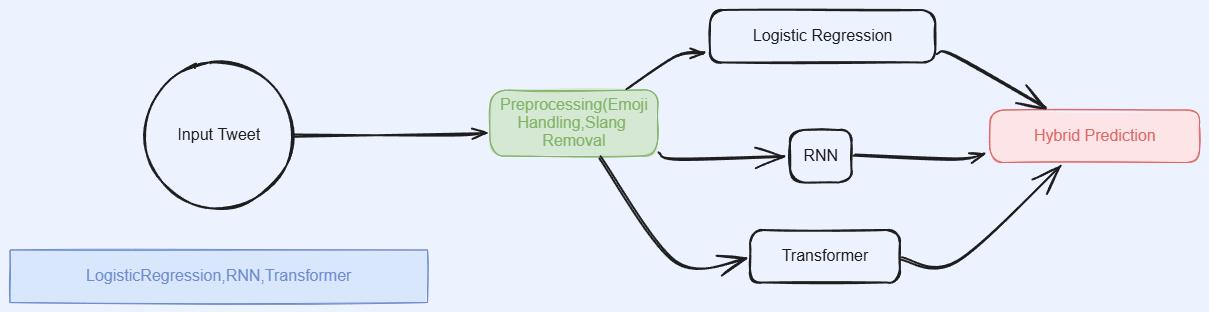 Logistic Regression
Input Tweet
Preprocessing(Emoji
Handling,Slang
Removal
Hybrid Prediction
RNN
Transformer
LogisticRegression,RNN,Transformer